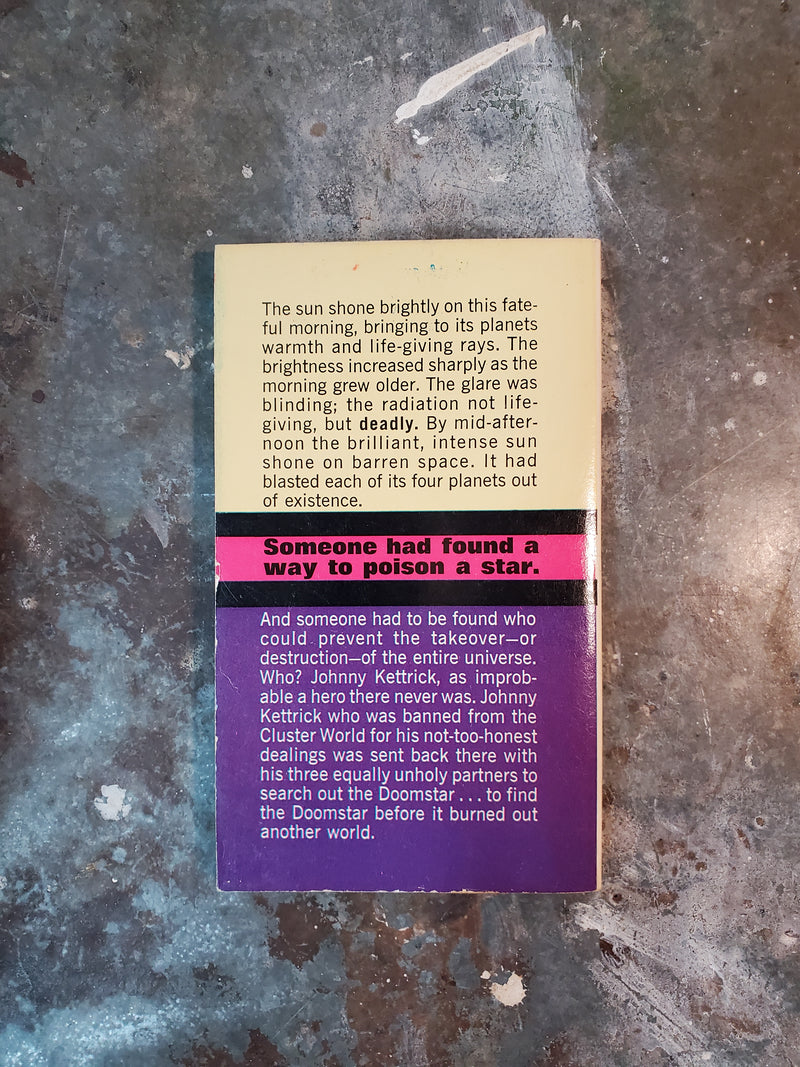 The sun shone brightly on this fate-
ful morning, bringing to its planets
warmth and life-giving rays. The
brightness increased sharply as the
morning grew older. The glare was
blinding; the radiation not life-
giving, but deadly. By mid-after-
noon the brilliant, intense sun
shone on barren space. It had
blasted each of its four planets out
of existence.
Someone had found a
way to poison a star.
And someone had to be found who
could prevent the takeover—or
destruction—of the entire universe.
Who? Johnny Kettrick, as improb-
able a hero there never was. Johnny
Kettrick who was banned from the
Cluster World for his not-too-honest
dealings was sent back there with
his three equally unholy partners to
search out the Doomstar...to find
the Doomstar before it burned out
another world.